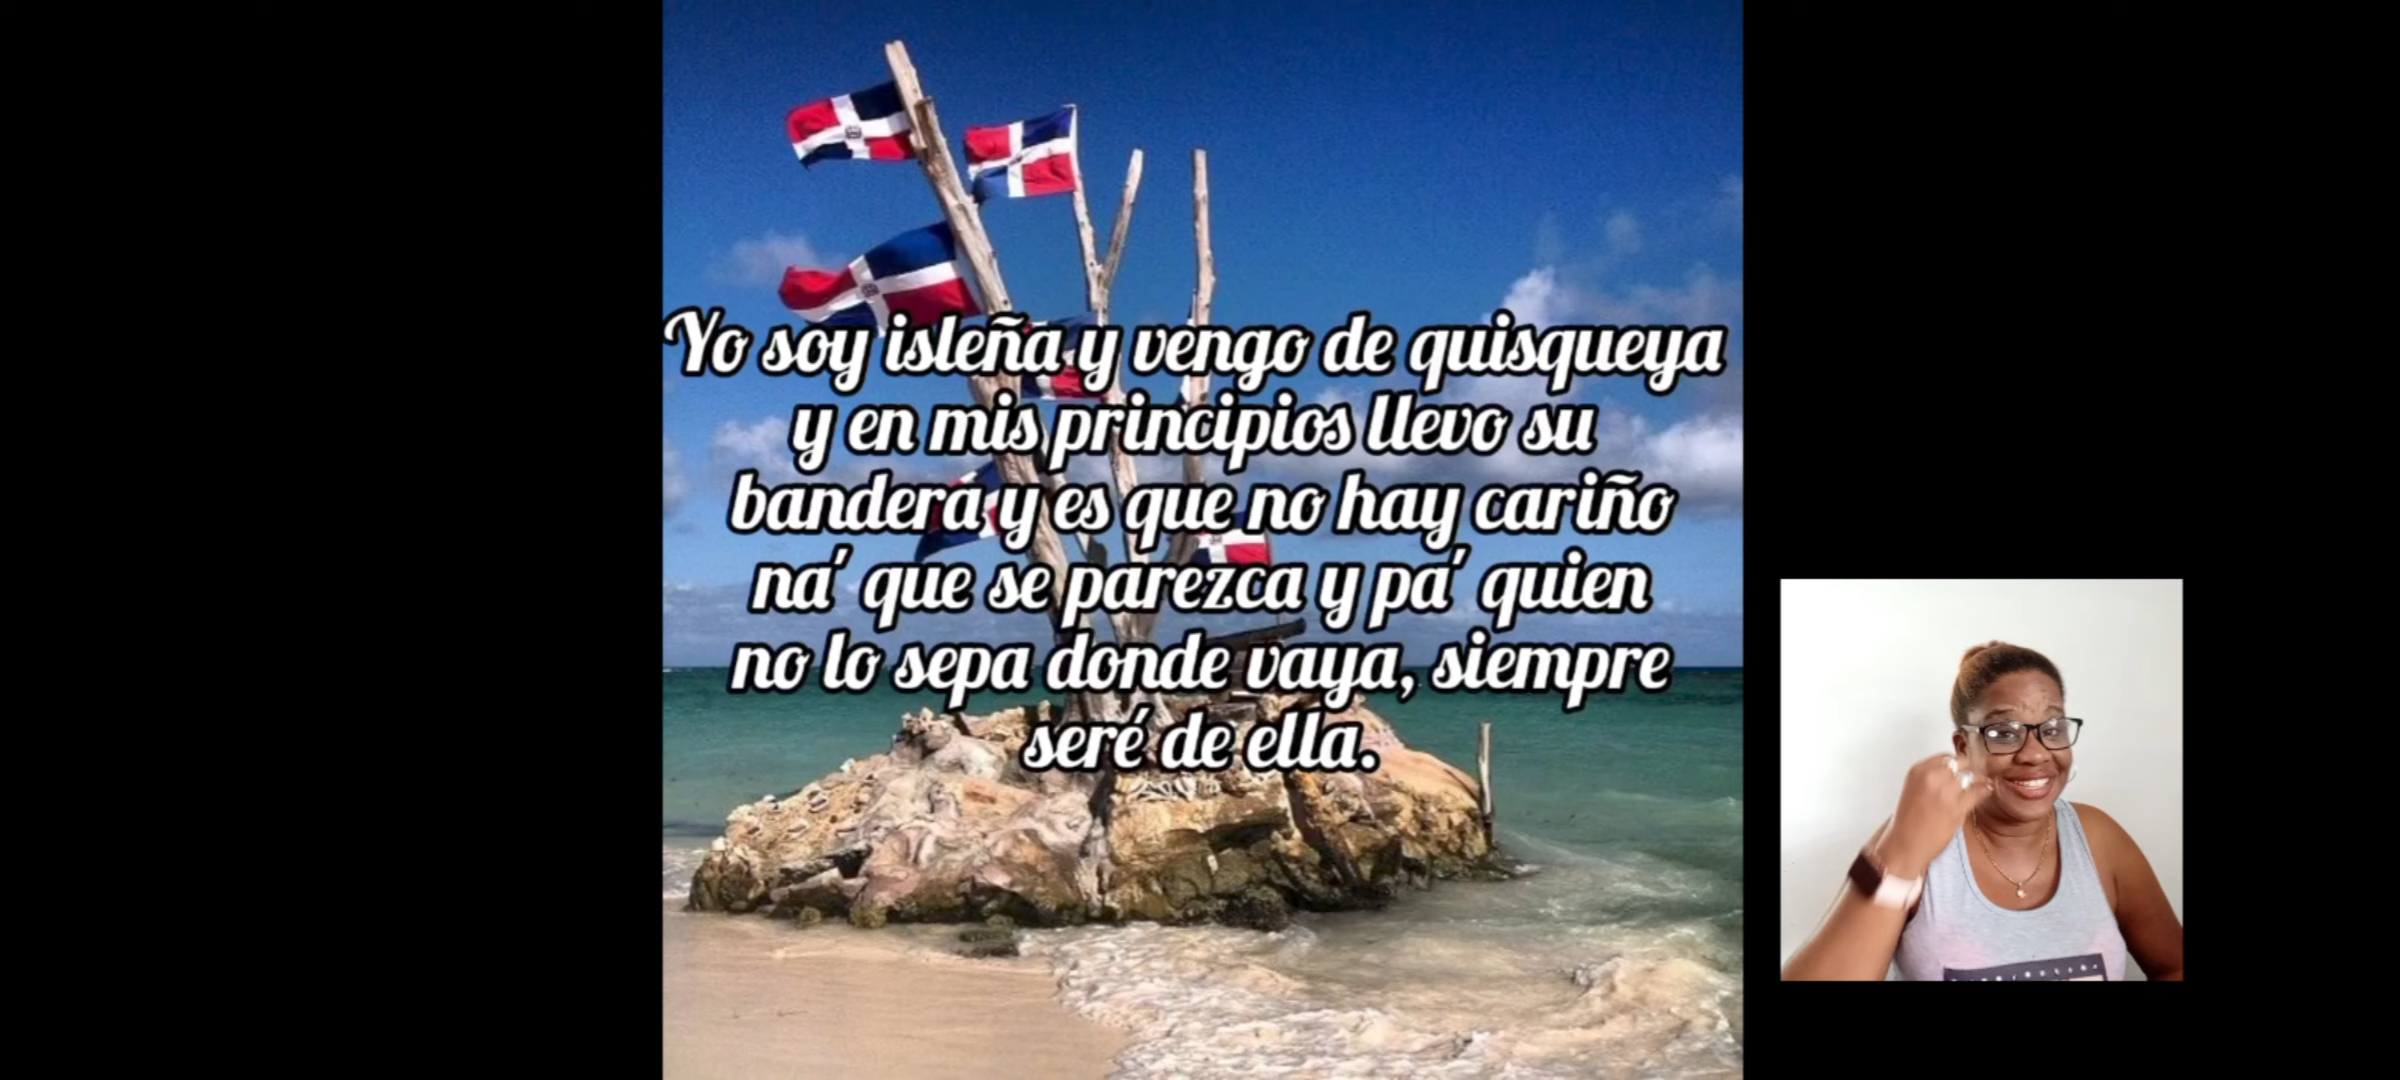 Yo soy isleña y vengo de quisqueya
y en mis principios llevo su
bandera y es que no hay cariño
na' que se parezca y pa' quien
no lo sepa donde vaya, siempre
seré de ella.